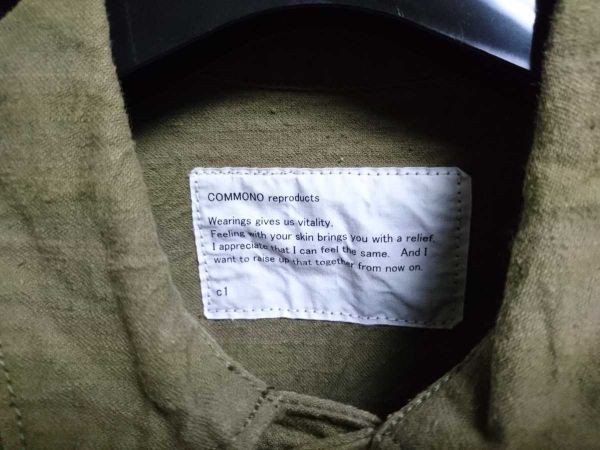 COMMONO reproducts
Wearings gives us vitality.
Feeling with your skin brings you with a relief.
I appreciate that I can feel the same. And I
want to raise up that together from now on.
c1